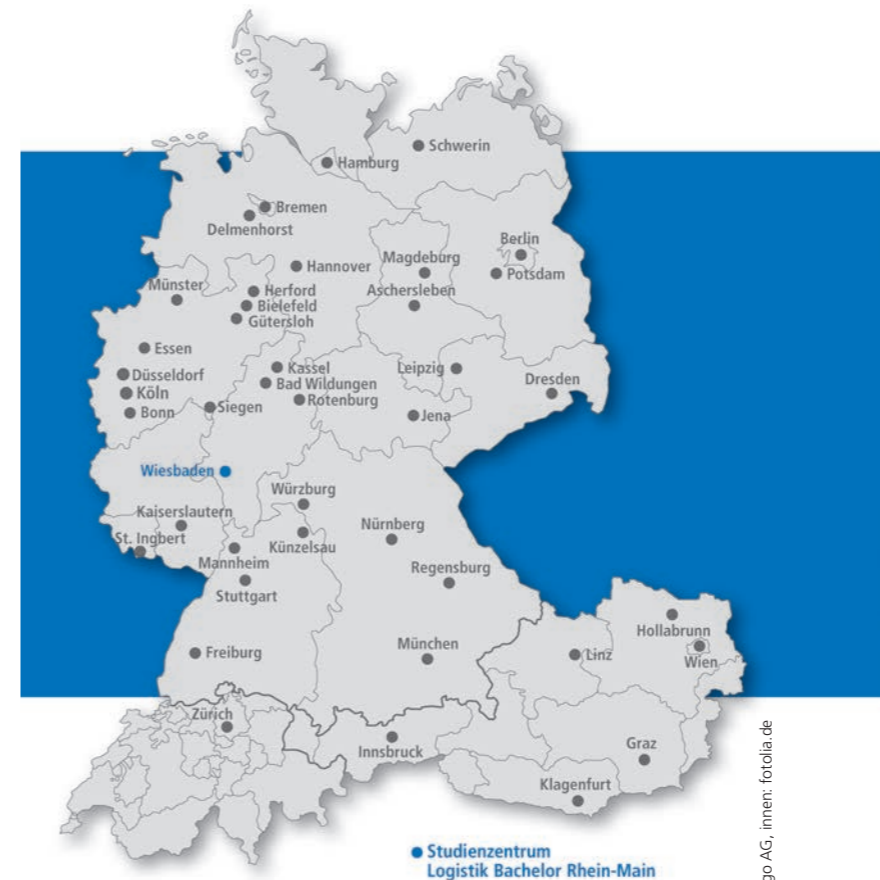 Schwerin
Hamburg
Bremen
Delmenhorst
Berlin
Hannover
Magdeburg
Potsdam
Münster
Herford
Aschersleben
Bielefeld
Gütersloh
Essen
Kassel
Leipzig
Düsseldorf
Bad Wildungen
Dresden
Köln
Rotenburg
Bonn
Siegen
Jena
Wiesbaden
Würzburg
Kaiserslautern
Nürnberg
St. Ingbert
Künzelsau
Mannheim
Regensburg
Stuttgart
Hollabrunn
München
Freiburg
Linz
Wien
Zürich
Innsbruck
Graz
Klagenfurt
Studienzentrum
Logistik Bachelor Rhein-Main
go AG, innen: fotolia.de